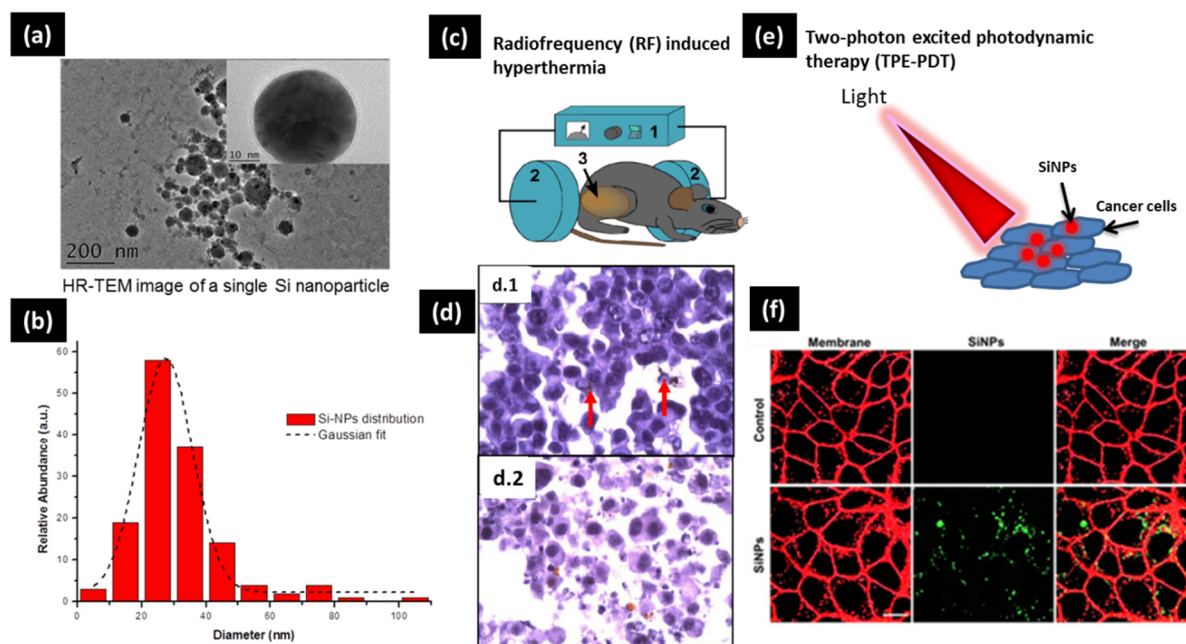 (a)
10 nm
200 nm
HR-TEM image of a single Si nanoparticle
(b)
60
50
40
30
20
10
0
Relative Abundance (a.u.)
Si-NPs distribution
Gaussian fit
0 20 40 60 80 100
Diameter (nm)
(c)
Radiofrequency (RF) induced
hyperthermia
1
3
2
2
(d)
d.1
d.2
(e)
Two-photon excited photodynamic
therapy (TPE-PDT)
Light
SiNPs
Cancer cells
(f)
Membrane SiNPs Merge
Control
SiNPs